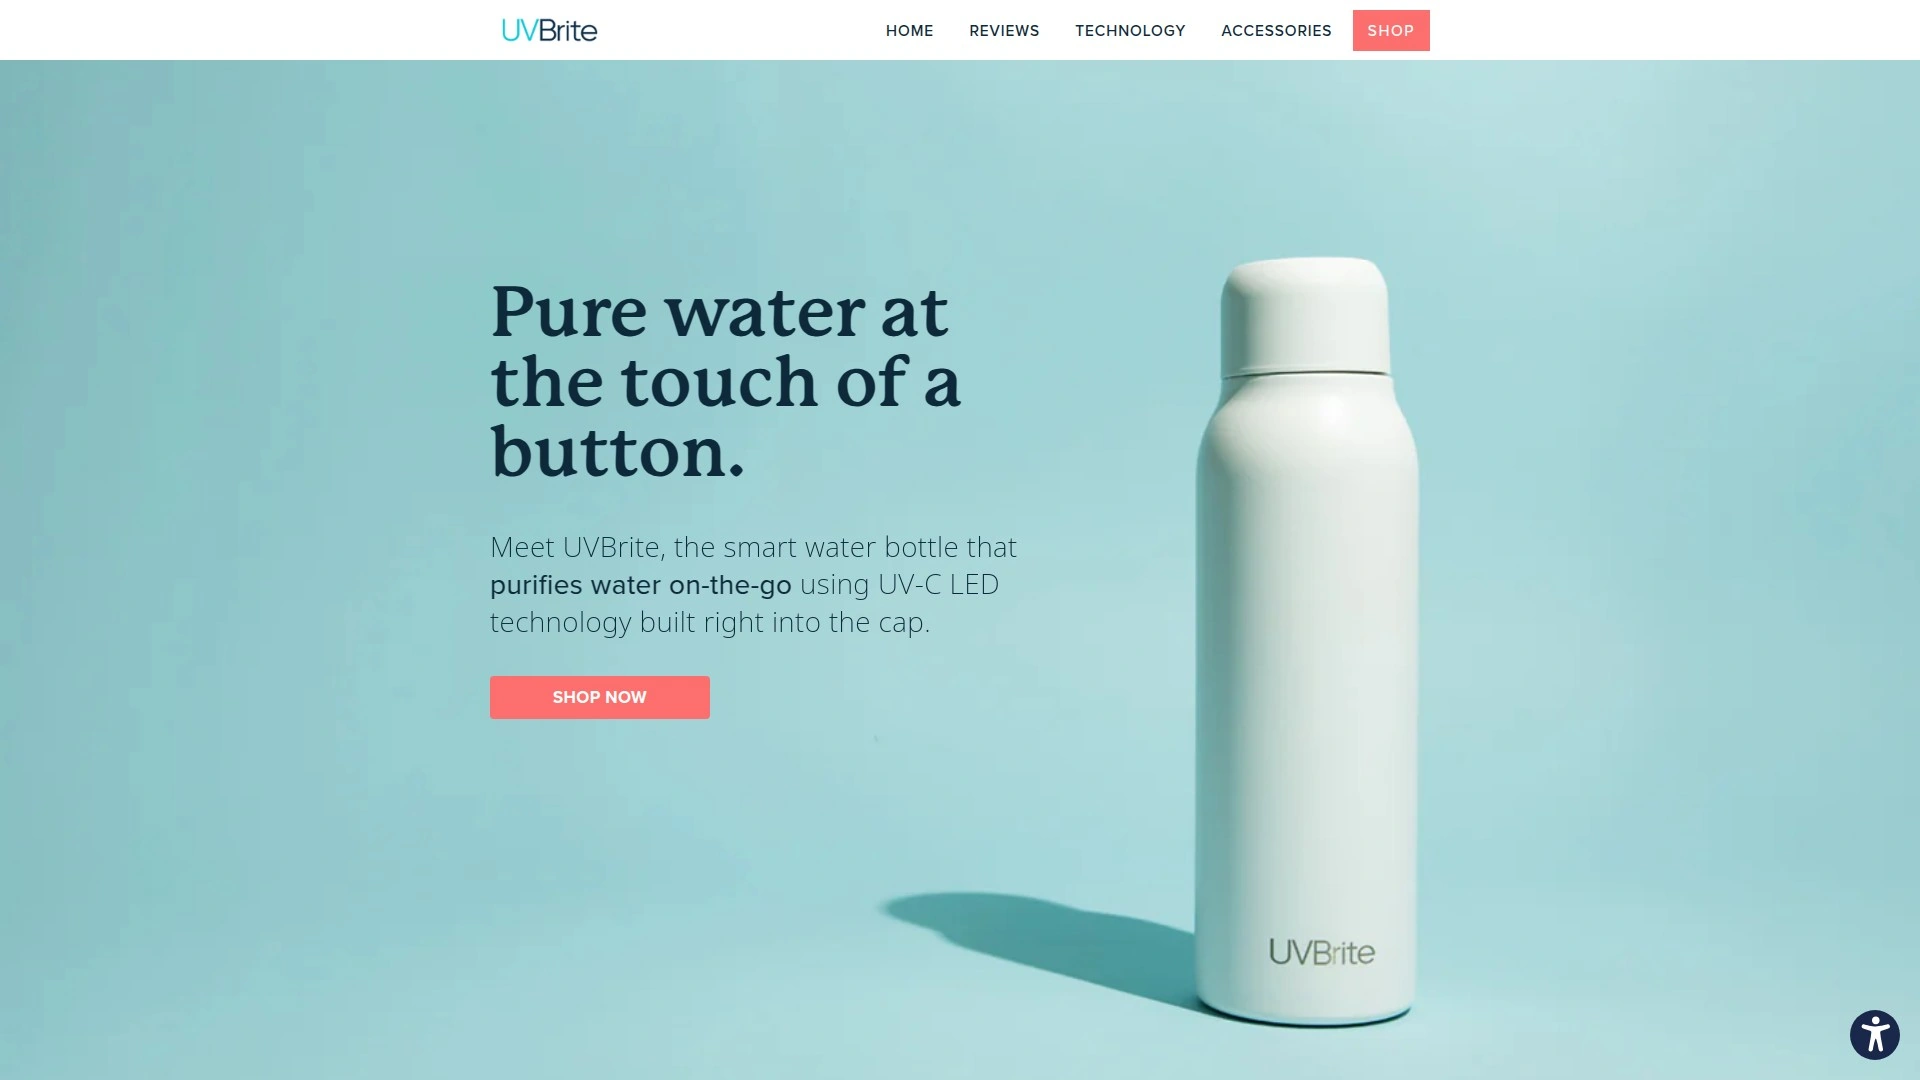 UVBrite
HOME
REVIEWS
TECHNOLOGY
ACCESSORIES
SHOP
Pure water at
the touch of a
button.
Meet UVBrite, the smart water bottle that
purifies water on-the-go using UV-C LED
technology built right into the cap.
SHOP NOW
UVBrite